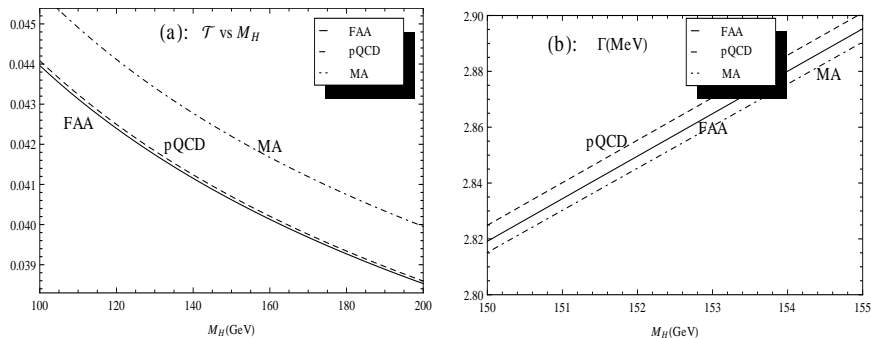 (a): 𝒯 vs M_H
FAA
pQCD
MA
0.045
0.044
0.043
0.042
0.041
0.040
0.039
FAA
pQCD
MA
100
120
140
160
180
200
M_H(GeV)
(b): Γ(MeV)
FAA
pQCD
MA
2.90
2.88
2.86
2.84
2.82
2.80
pQCD
FAA
MA
150
151
152
153
154
155
M_H(GeV)